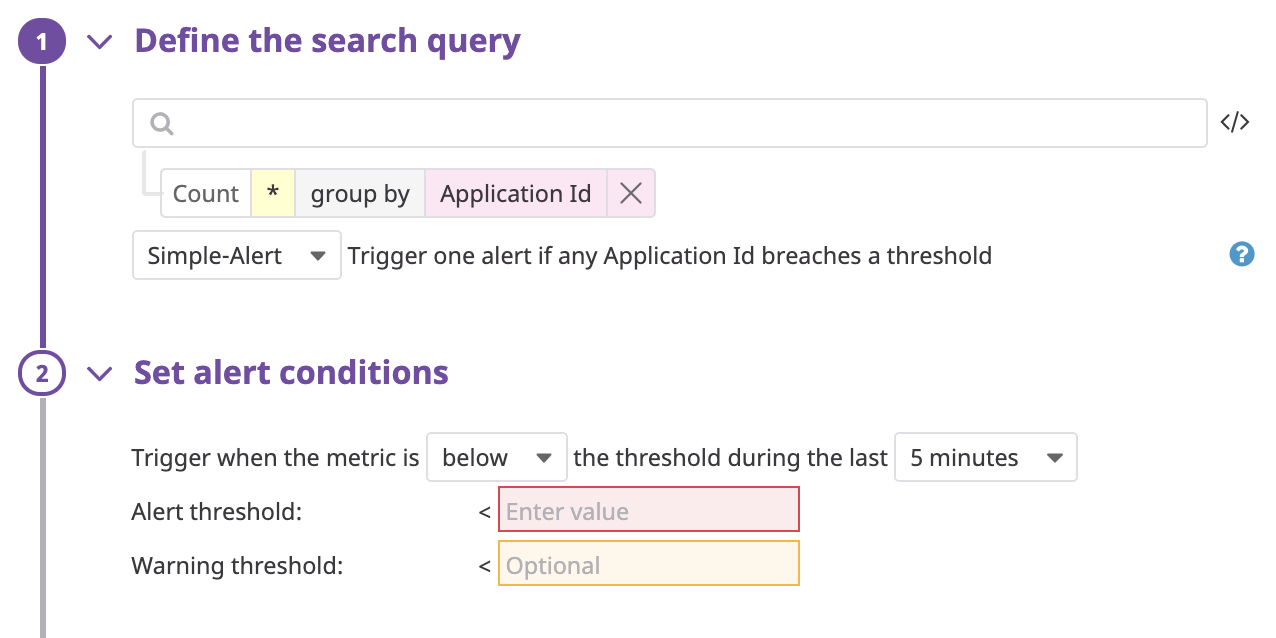 1 Define the search query
</>
Count * group by Application Id
Simple-Alert Trigger one alert if any Application Id breaches a threshold ?
2 Set alert conditions
Trigger when the metric is below the threshold during the last 5 minutes
Alert threshold: < Enter value
Warning threshold: < Optional